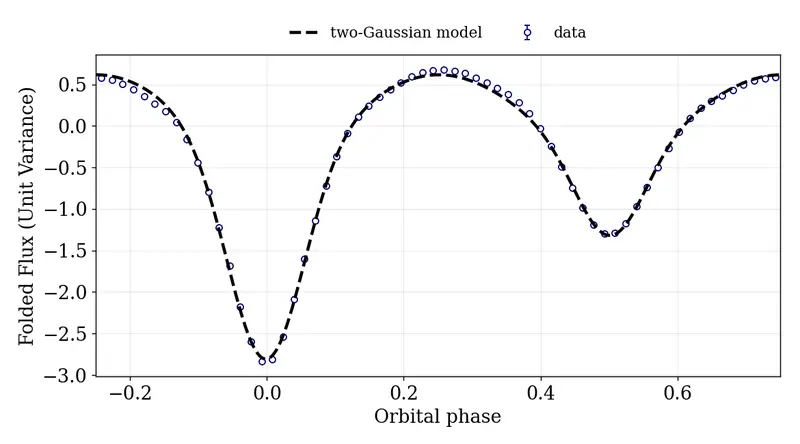 two-Gaussian model data
Folded Flux (Unit Variance)
0.5
0.0
−0.5
−1.0
−1.5
−2.0
−2.5
−3.0
−0.2 0.0 0.2 0.4 0.6
Orbital phase